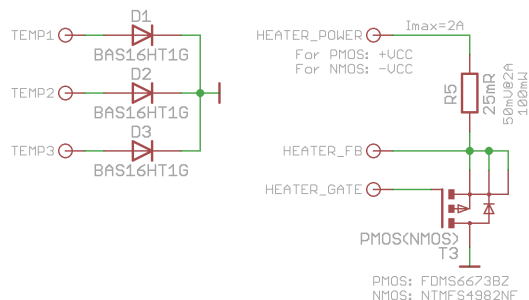 D1
TEMP1
BAS16HT1G
D2
TEMP2
BAS16HT1G
D3
TEMP3
BAS16HT1G
HEATER_POWER
Imax=2A
For PMOS: +VCC
For NMOS: -VCC
R5
25mR
50mV@2A
100mW
HEATER_FB
HEATER_GATE
PMOS(NMOS)
T3
PMOS: FDMS6673BZ
NMOS: NTMFS4982NF